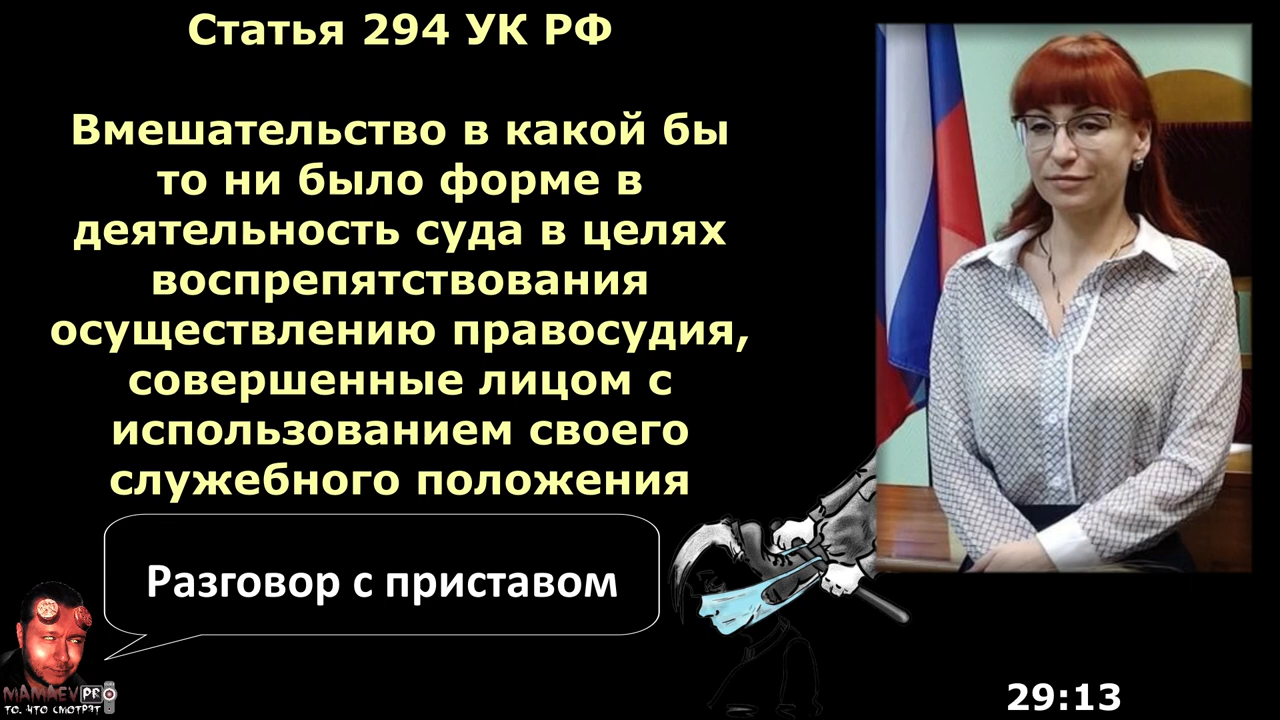 Статья 294 УК РФ
Вмешательство в какой бы
то ни было форме в
деятельность суда в целях
воспрепятствования
осуществлению правосудия,
совершенные лицом с
использованием своего
служебного положения
Разговор с приставом
MAMAEV PRO
ТО, ЧТО СМОТРЯТ
29:13